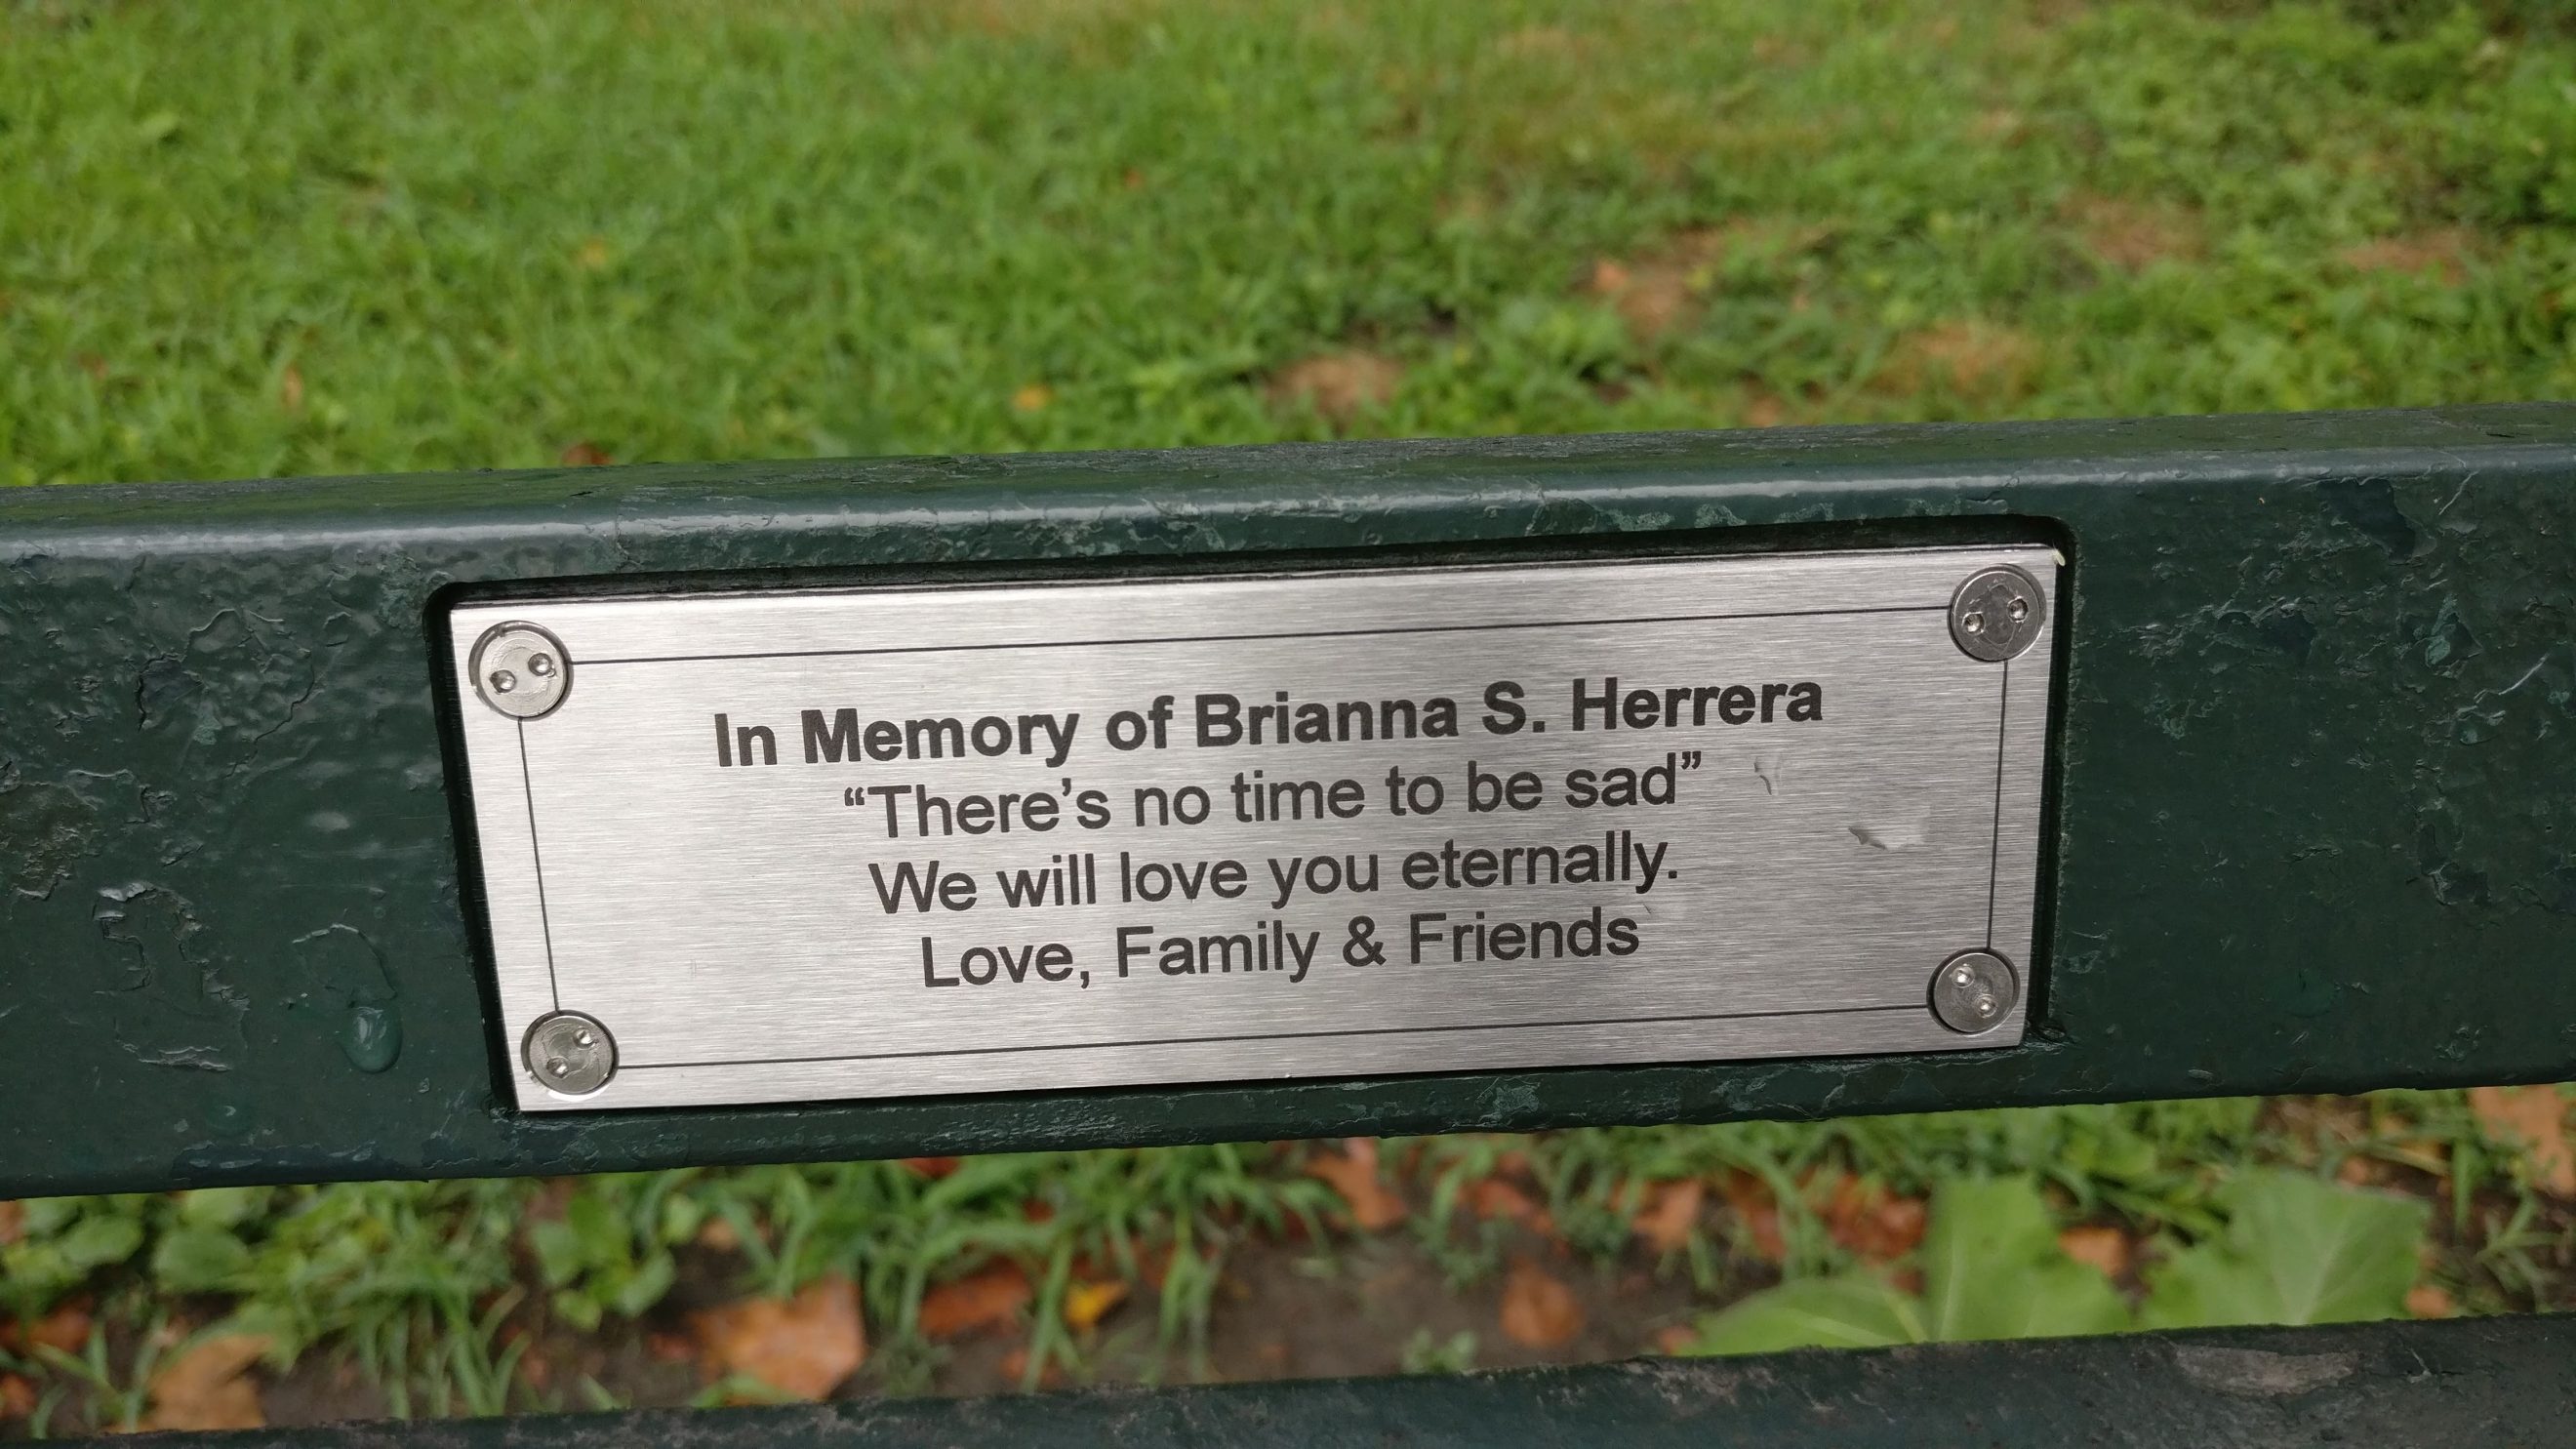 In Memory of Brianna S. Herrera
“There’s no time to be sad”
We will love you eternally.
Love, Family & Friends